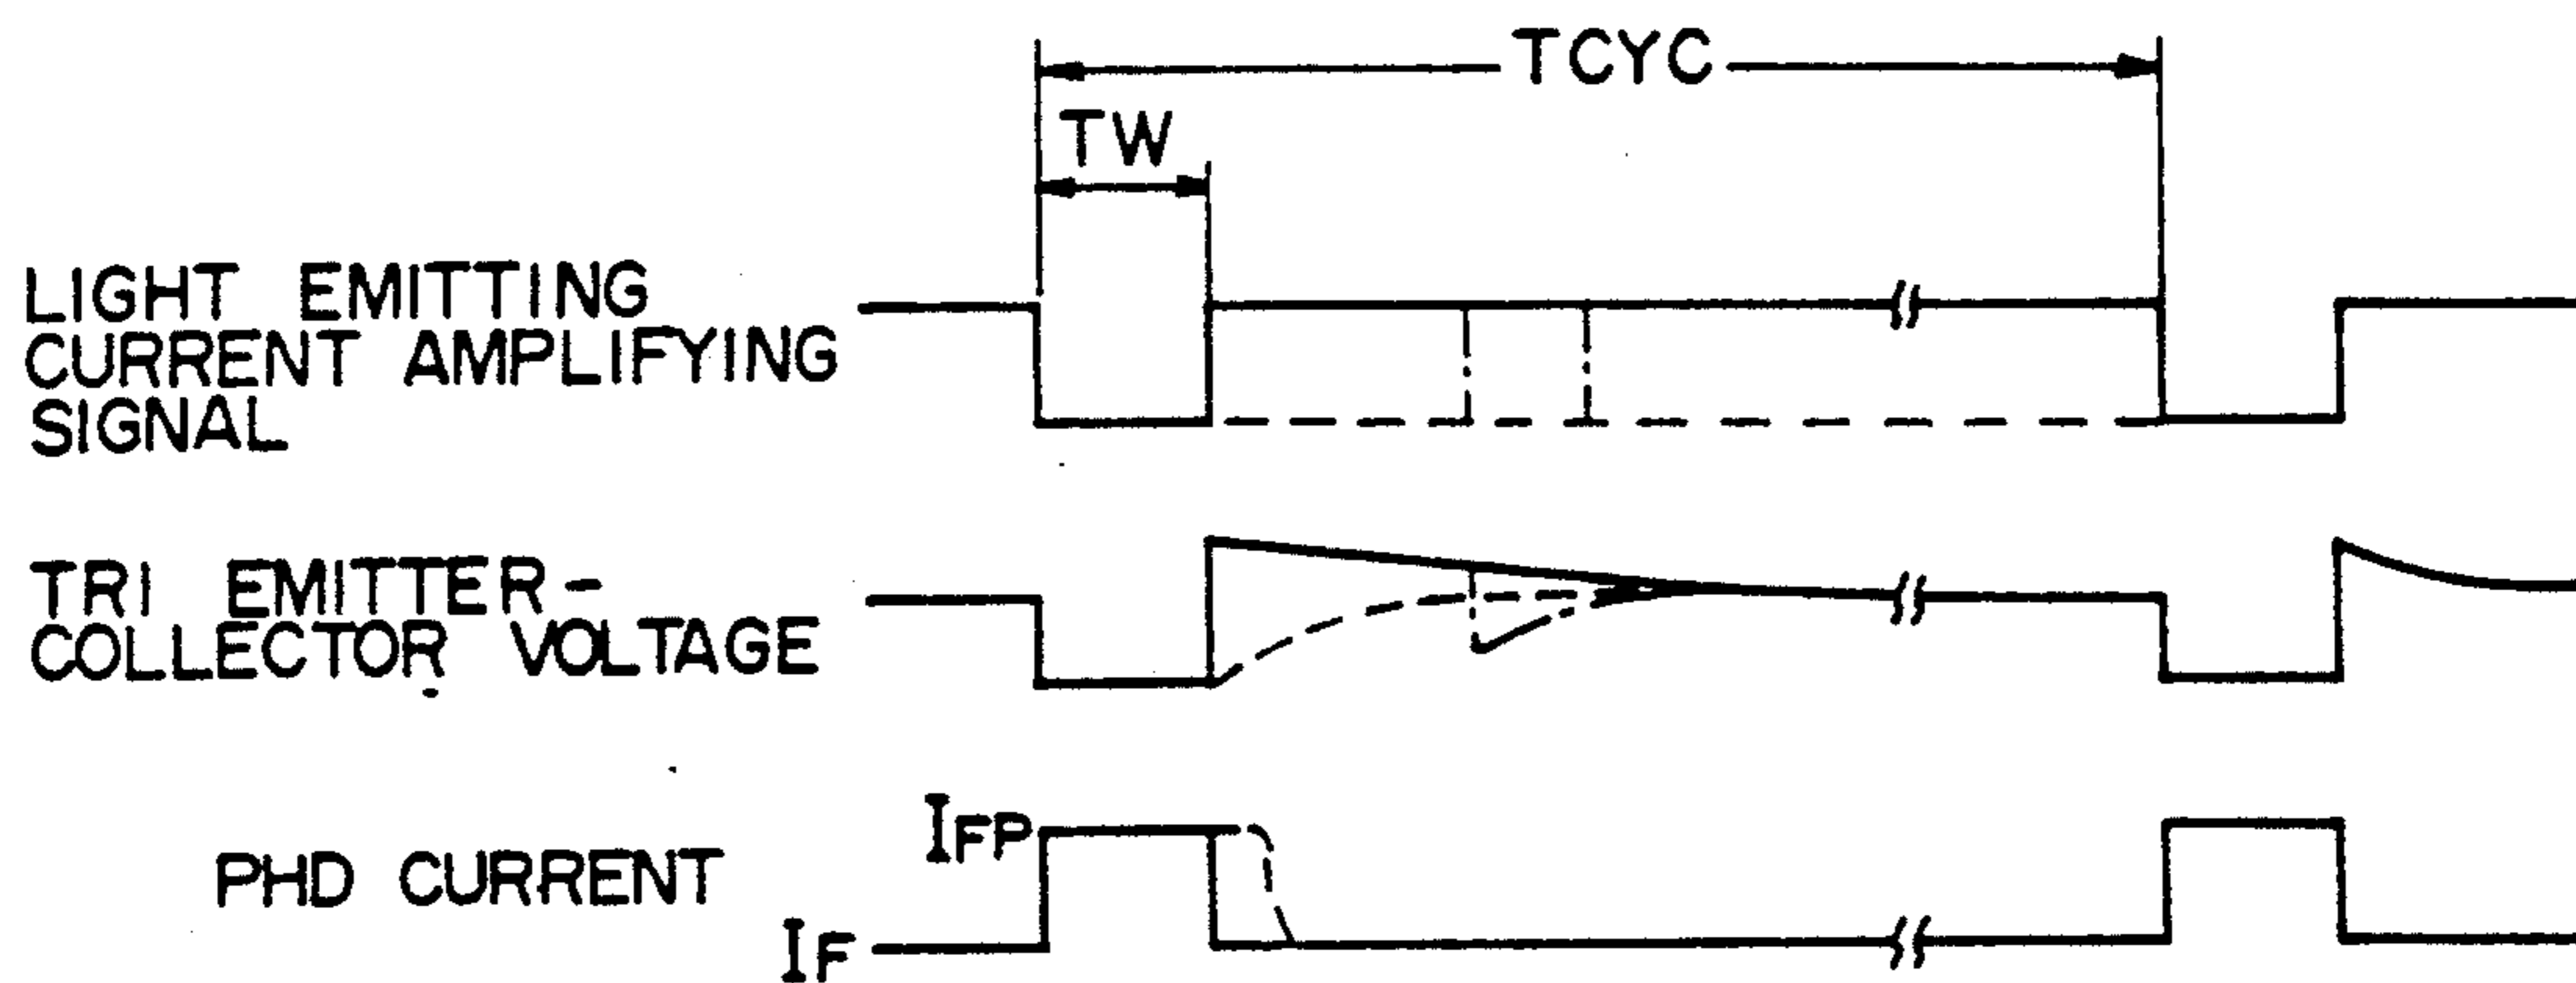 TCYC
TW
LIGHT EMITTING
CURRENT AMPLIFYING
SIGNAL
TRI EMITTER-
COLLECTOR VOLTAGE
IFP
PHD CURRENT
IF